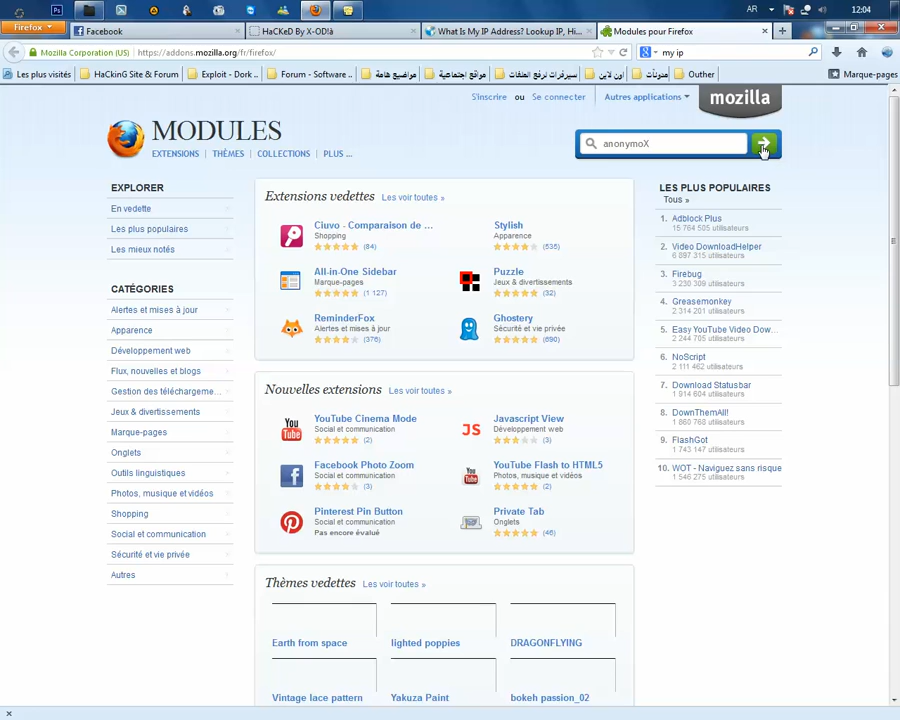 AR
12:04
Firefox
Facebook
HaCKeD By X-OD!à
What Is My IP Address? Lookup IP, Hi...
Modules pour Firefox
Mozilla Corporation (US)
https://addons.mozilla.org/fr/firefox/
my ip
Les plus visités
HaCkinG Site & Forum
Exploit - Dork ..
Forum - Software ..
مواضيع هامة
مواقع اجتماعية
سيرفرات لرفع الملفات
اون لاين
مدونات
Outher
Marque-pages
S'inscrire ou Se connecter
Autres applications
mozilla
MODULES
EXTENSIONS | THÈMES | COLLECTIONS | PLUS ...
anonymoX
EXPLORER
En vedette
Les plus populaires
Les mieux notés
CATÉGORIES
Alertes et mises à jour
Apparence
Développement web
Flux, nouvelles et blogs
Gestion des téléchargeme...
Jeux & divertissements
Marque-pages
Onglets
Outils linguistiques
Photos, musique et vidéos
Shopping
Social et communication
Sécurité et vie privée
Autres
Extensions vedettes Les voir toutes »
Ciuvo - Comparaison de ...
Shopping
(84)
Stylish
Apparence
(535)
All-in-One Sidebar
Marque-pages
(1 127)
Puzzle
Jeux & divertissements
(32)
ReminderFox
Alertes et mises à jour
(376)
Ghostery
Sécurité et vie privée
(690)
Nouvelles extensions Les voir toutes »
YouTube Cinema Mode
Social et communication
(2)
JS
Javascript View
Développement web
(3)
Facebook Photo Zoom
Social et communication
(3)
YouTube Flash to HTML5
Photos, musique et vidéos
(2)
Pinterest Pin Button
Social et communication
Pas encore évalué
Private Tab
Onglets
(46)
Thèmes vedettes Les voir toutes »
Earth from space
lighted poppies
DRAGONFLYING
Vintage lace pattern
Yakuza Paint
bokeh passion_02
LES PLUS POPULAIRES
Tous »
1. Adblock Plus
15 764 505 utilisateurs
2. Video DownloadHelper
6 897 315 utilisateurs
3. Firebug
3 230 309 utilisateurs
4. Greasemonkey
2 314 201 utilisateurs
5. Easy YouTube Video Dow...
2 244 705 utilisateurs
6. NoScript
2 111 462 utilisateurs
7. Download Statusbar
1 914 604 utilisateurs
8. DownThemAll!
1 860 768 utilisateurs
9. FlashGot
1 743 147 utilisateurs
10. WOT - Naviguez sans risque
1 546 275 utilisateurs